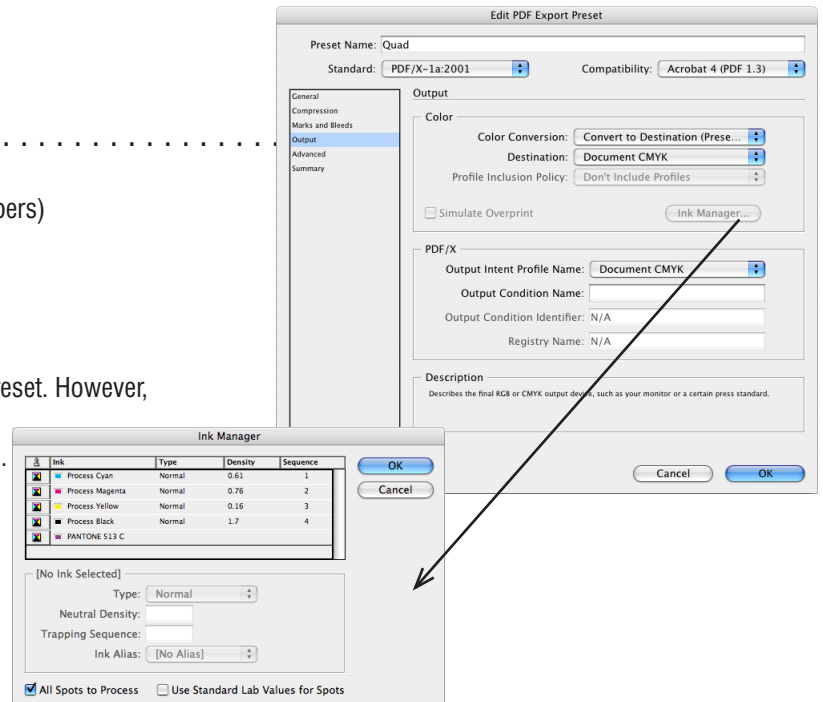 Edit PDF Export Preset
Preset Name: Quad
Standard: PDF/X-1a:2001 Compatibility: Acrobat 4 (PDF 1.3)
General
Compression
Marks and Bleeds
Output
Advanced
Summary
Output
Color
Color Conversion: Convert to Destination (Prese...
Destination: Document CMYK
Profile Inclusion Policy: Don't Include Profiles
Simulate Overprint Ink Manager...
PDF/X
Output Intent Profile Name: Document CMYK
Output Condition Name:
Output Condition Identifier: N/A
Registry Name: N/A
Description
Describes the final RGB or CMYK output device, such as your monitor or a certain press standard.
Cancel OK
. . . . . . . . . . . . . . . .
bers)
reset. However,
.
Ink Manager
Ink Type Density Sequence
Process Cyan Normal 0.61 1
Process Magenta Normal 0.76 2
Process Yellow Normal 0.16 3
Process Black Normal 1.7 4
PANTONE 513 C
OK
Cancel
[No Ink Selected]
Type: Normal
Neutral Density:
Trapping Sequence:
Ink Alias: [No Alias]
All Spots to Process Use Standard Lab Values for Spots